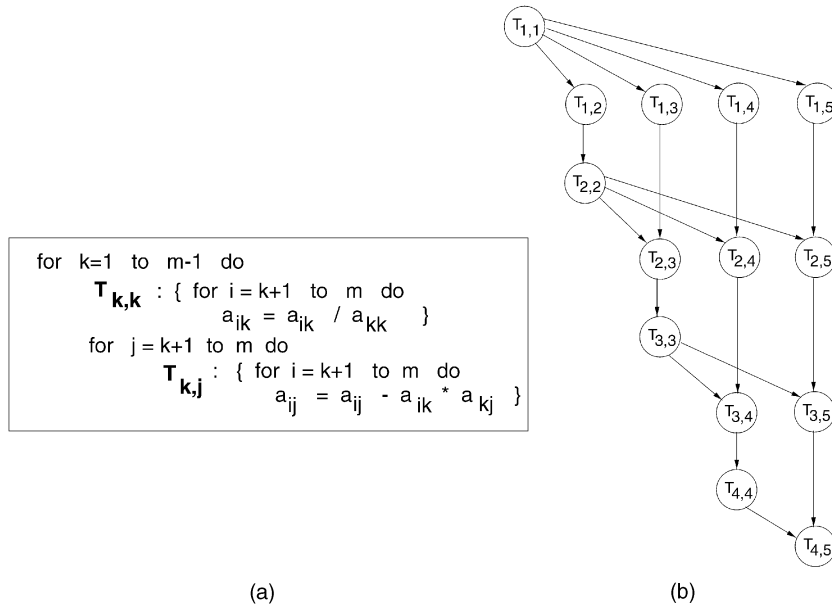 for k=1 to m-1 do
T k,k : { for i = k+1 to m do
a ik = a ik / a kk }
for j = k+1 to m do
T k,j : { for i = k+1 to m do
a ij = a ij - a ik * a kj }
(a)
T1,1
T1,2 T1,3 T1,4 T1,5
T2,2
T2,3 T2,4 T2,5
T3,3
T3,4 T3,5
T4,4
T4,5
(b)